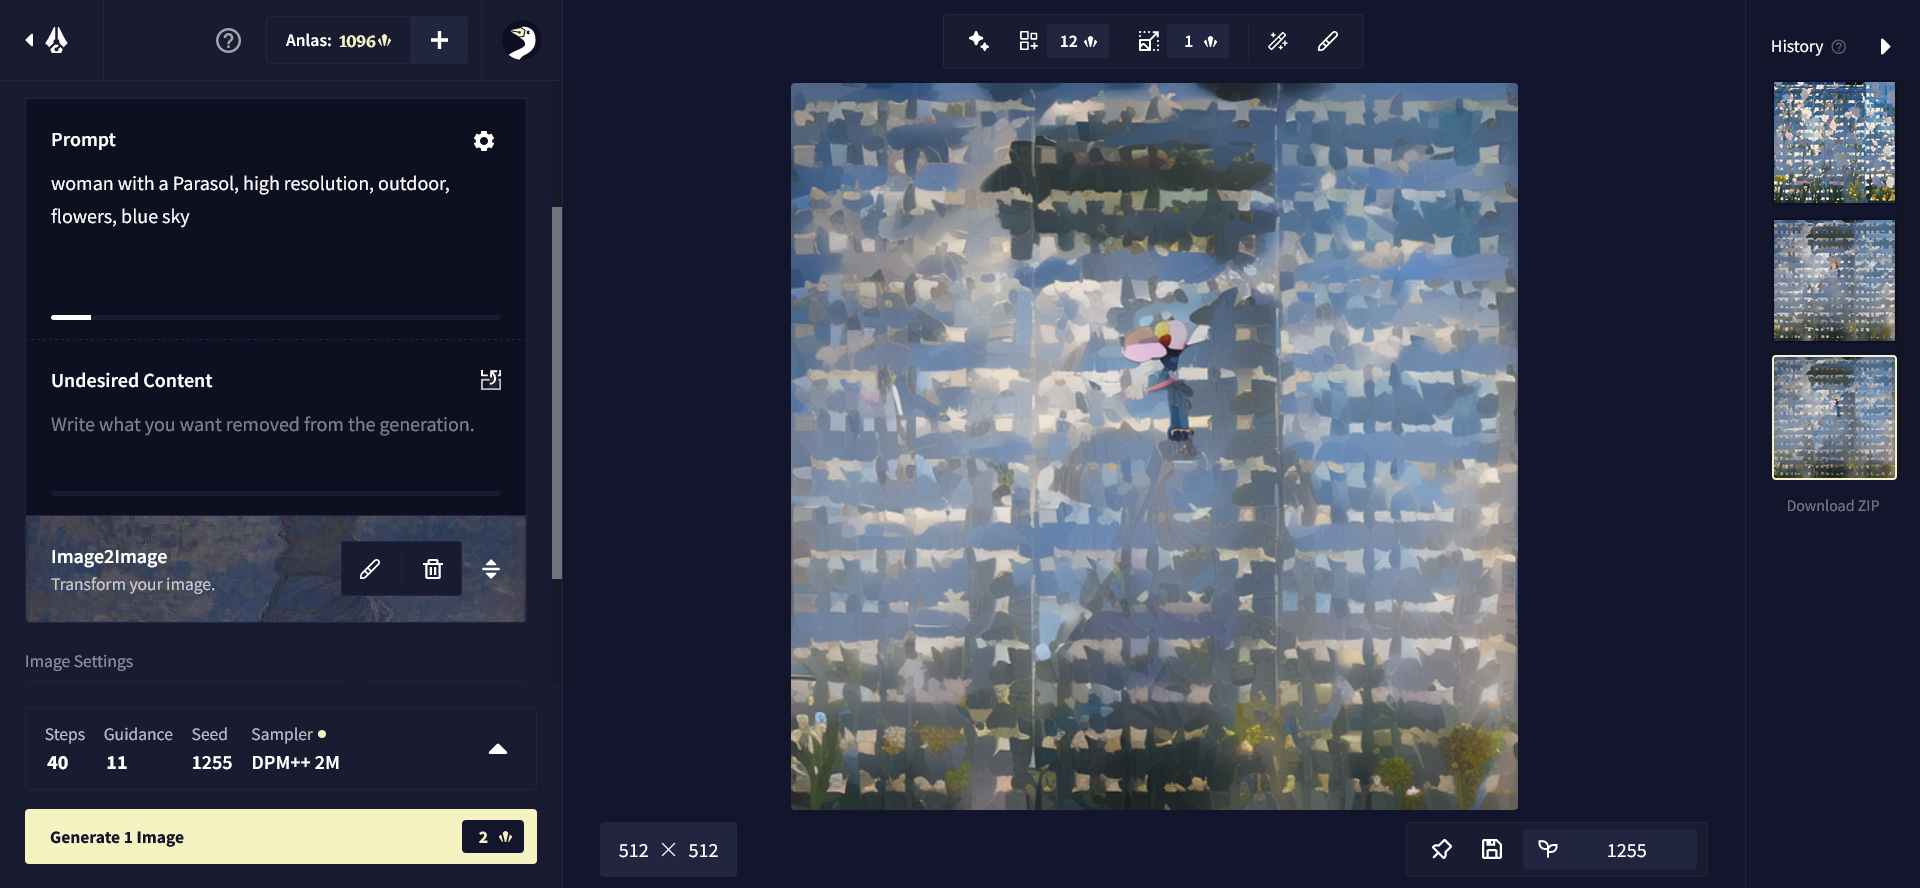 Anlas: 1096
12
1
History
Prompt
woman with a Parasol, high resolution, outdoor,
flowers, blue sky
Undesired Content
Write what you want removed from the generation.
Image2Image
Transform your image.
Image Settings
Steps Guidance Seed Sampler
40 11 1255 DPM++ 2M
Generate 1 Image 2
512 × 512
1255
Download ZIP